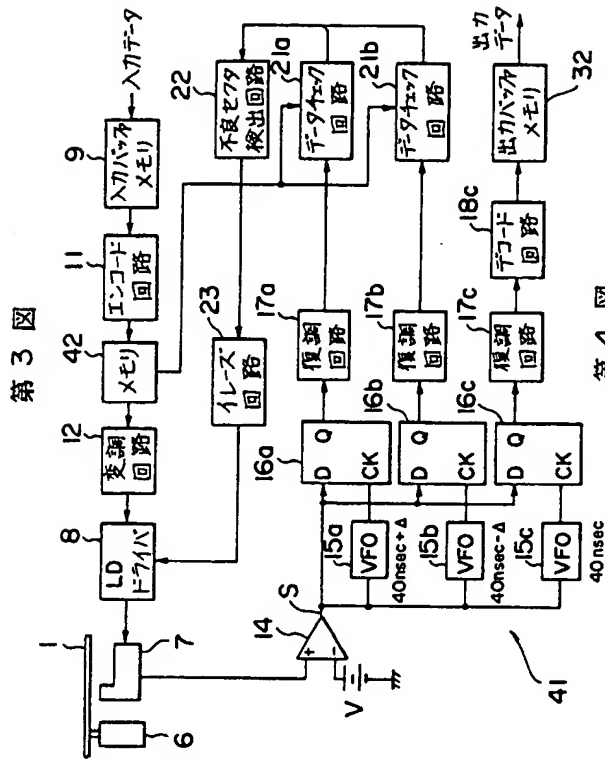 第3図
1
6
7
8
LD
ドライバ
12
変調
回路
42
メモリ
11
エンコード
回路
9
入力バッファ
メモリ
入力データ
23
イレーズ
回路
22
不良セクタ
検出回路
21a
データチェック
回路
21b
データチェック
回路
14
+
-
S
V
15a
VFO
40nsec+Δ
15b
VFO
40nsec-Δ
15c
VFO
40nsec
16a
D Q
CK
16b
D Q
CK
16c
D Q
CK
17a
復調
回路
17b
復調
回路
17c
復調
回路
18c
デコード
回路
32
出力バッファ
メモリ
出力
データ
41
第4図